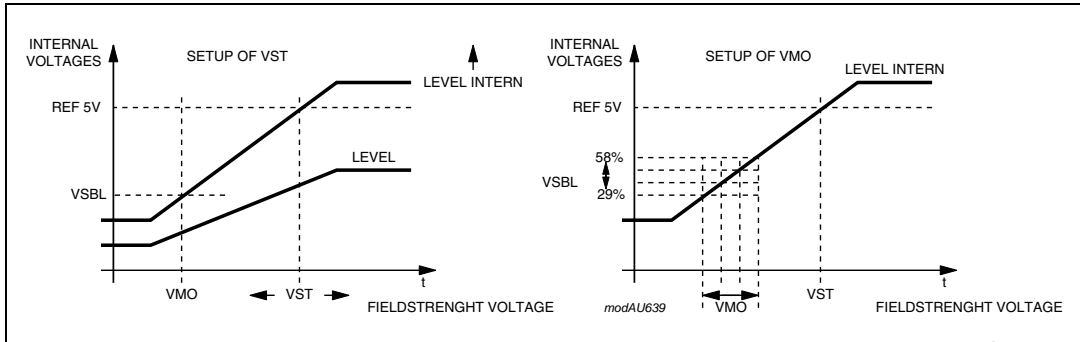 INTERNAL
VOLTAGES
SETUP OF VST
LEVEL INTERN
REF 5V
LEVEL
VSBL
t
VMO
VST
FIELDSTRENGHT VOLTAGE
INTERNAL
VOLTAGES
SETUP OF VMO
LEVEL INTERN
REF 5V
58%
VSBL
29%
t
modAU639
VMO
VST
FIELDSTRENGHT VOLTAGE